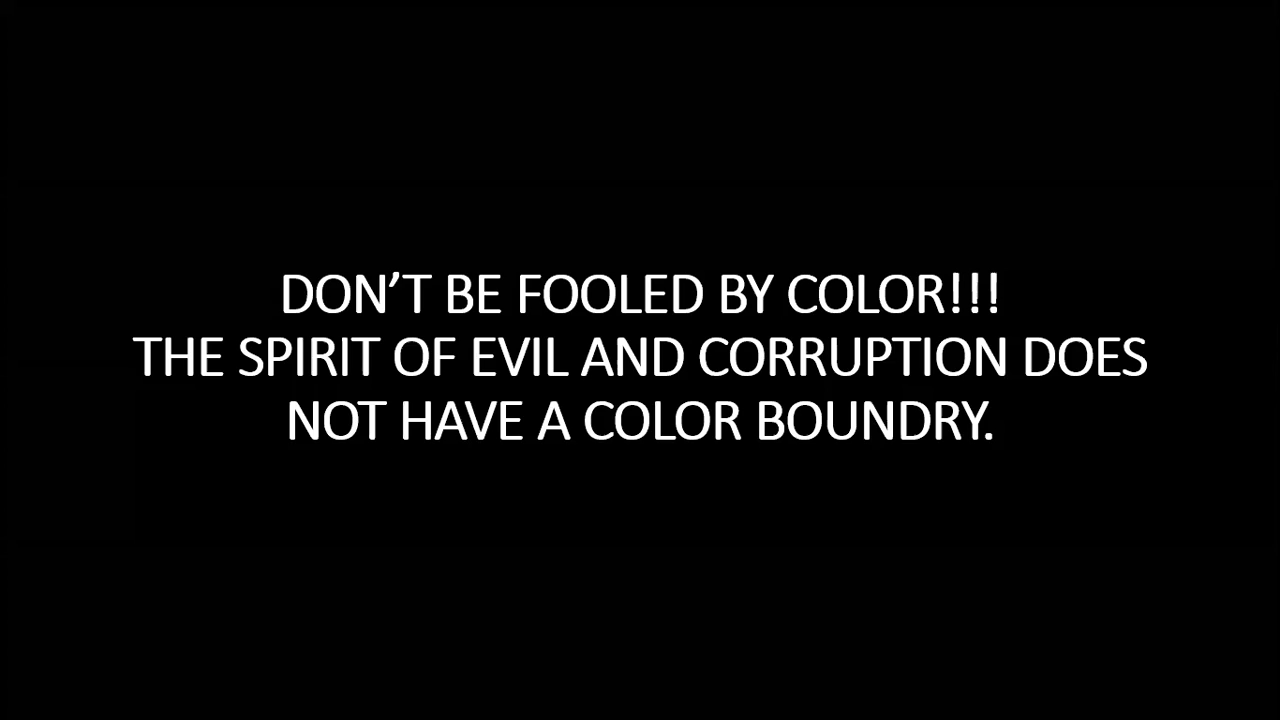 DON’T BE FOOLED BY COLOR!!!
THE SPIRIT OF EVIL AND CORRUPTION DOES
NOT HAVE A COLOR BOUNDRY.